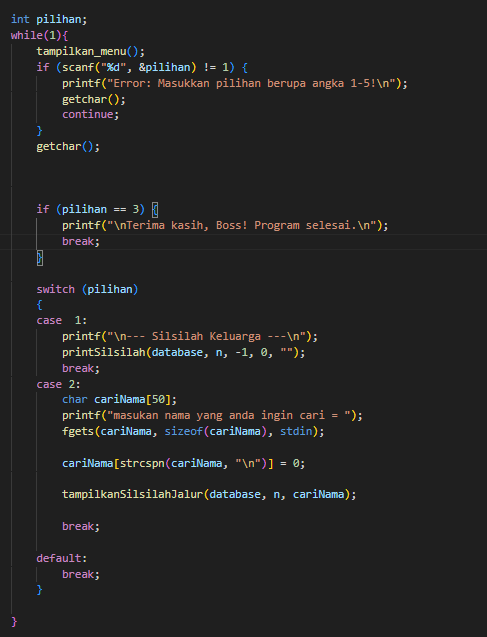 int pilihan;
while(1){
    tampilkan_menu();
    if (scanf("%d", &pilihan) != 1) {
        printf("Error: Masukkan pilihan berupa angka 1-5!\n");
        getchar();
        continue;
    }
    getchar();
    if (pilihan == 3) {
        printf("\nTerima kasih, Boss! Program selesai.\n");
        break;
    }
    switch (pilihan)
    {
    case  1:
        printf("\n--- Silsilah Keluarga ---\n");
        printSilsilah(database, n, -1, 0, "");
        break;
    case 2:
        char cariNama[50];
        printf("masukan nama yang anda ingin cari = ");
        fgets(cariNama, sizeof(cariNama), stdin);
        cariNama[strcspn(cariNama, "\n")] = 0;
        tampilkanSilsilahJalur(database, n, cariNama);
        break;
    default:
        break;
    }
}